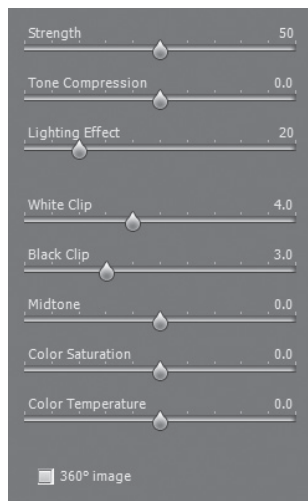 Strength 50
Tone Compression 0.0
Lighting Effect 20
White Clip 4.0
Black Clip 3.0
Midtone 0.0
Color Saturation 0.0
Color Temperature 0.0
360º image